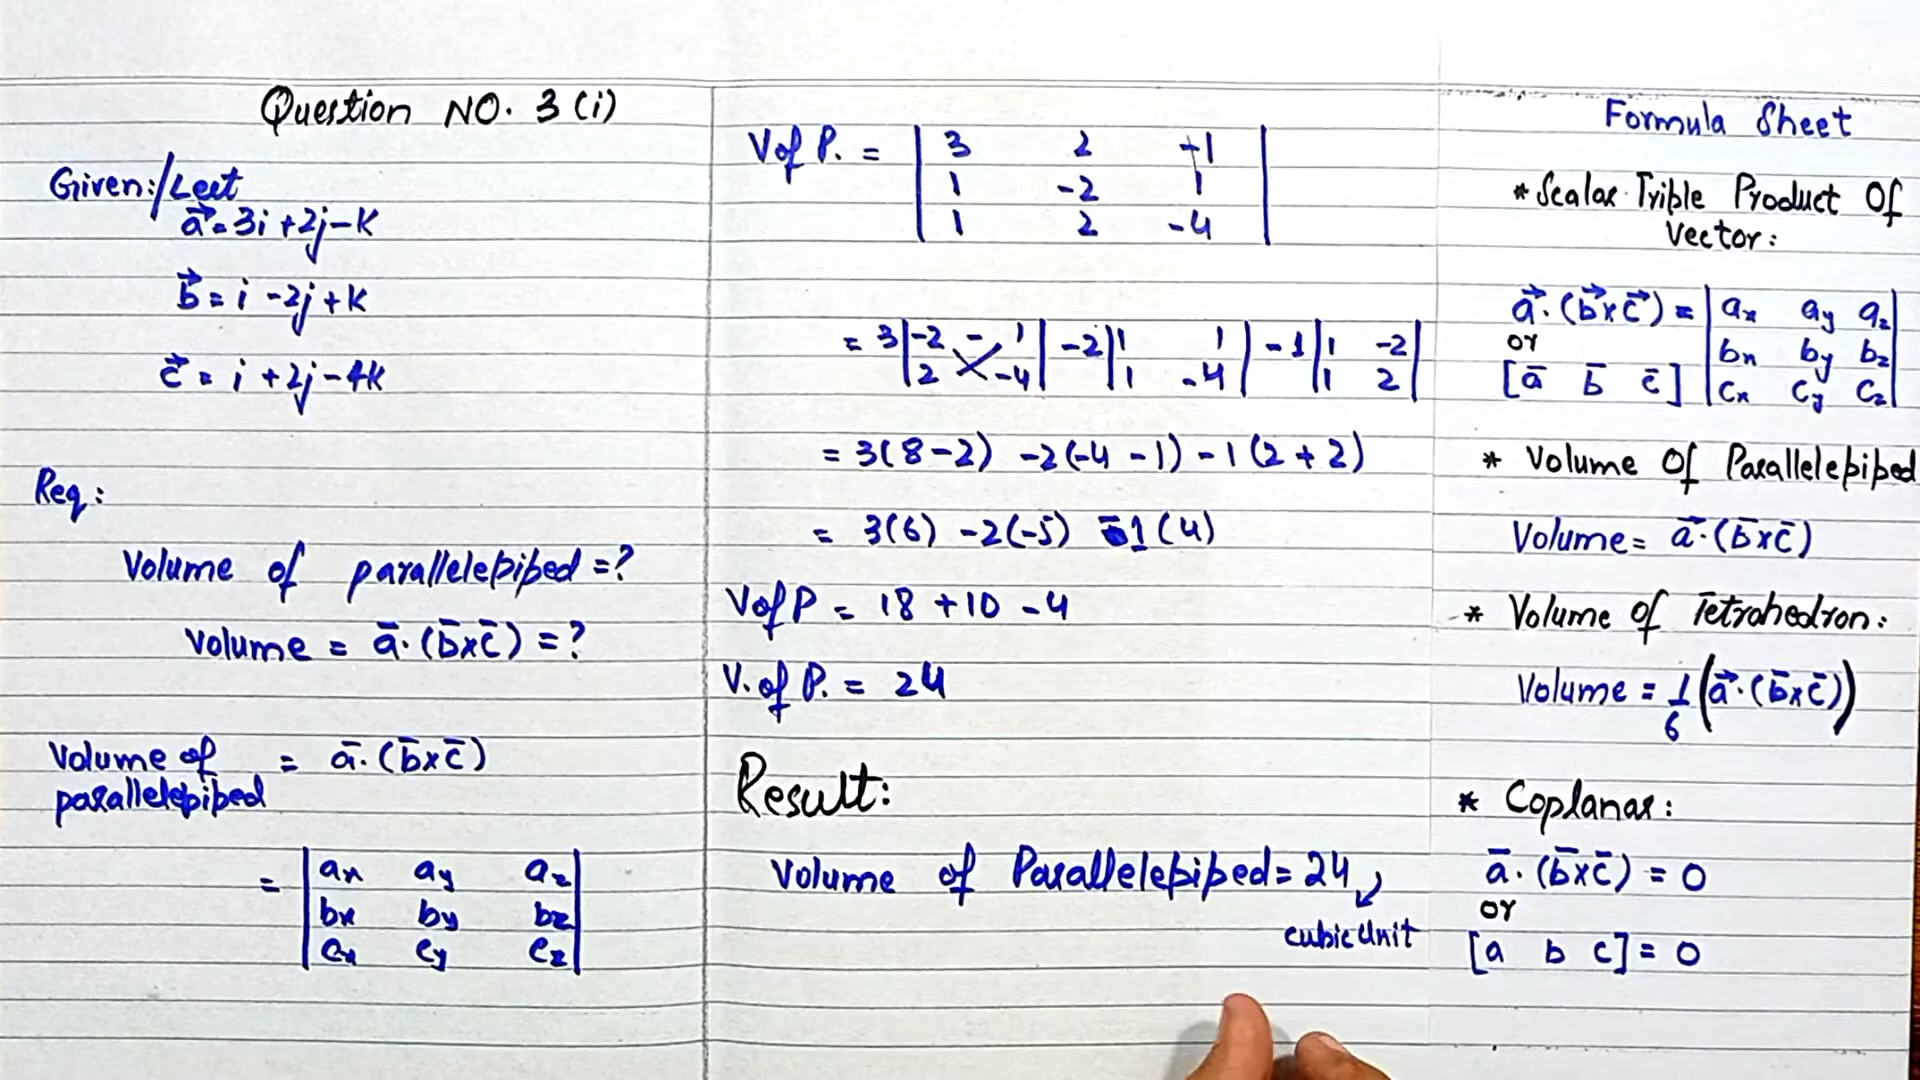 Question NO. 3 (i)
Given:/Leet
a⃗ = 3i + 2j - k
b⃗ = i - 2j + k
c⃗ = i + 2j - 4k
Req:
Volume of parallelepiped = ?
Volume = a̅ . (b̅ x c̅) = ?
Volume of parallelepiped = a̅ . (b̅ x c̅)
= | ax ay az |
| bx by bz |
| cx cy cz |
V of P. = | 3 2 -1 |
| 1 -2 1 |
| 1 2 -4 |
= 3 | -2 - 1 | - 2 | 1 1 | - 1 | 1 -2 |
| 2 -4 | | 1 -4 | | 1 2 |
= 3(8 - 2) - 2(-4 - 1) - 1(2 + 2)
= 3(6) - 2(-5) - 1(4)
V of P = 18 + 10 - 4
V. of P. = 24
Result:
Volume of Parallelepiped = 24
cubic Unit
Formula Sheet
* Scalar Triple Product Of
Vector:
a⃗ . (b⃗ x c⃗) = | ax ay az |
or | bx by bz |
[a̅ b̅ c̅] | cx cy cz |
* Volume Of Parallelepiped
Volume = a⃗ . (b̅ x c̅)
* Volume of Tetrohedron:
Volume = 1/6 (a⃗ . (b̅ x c̅))
* Coplanar:
a̅ . (b̅ x c̅) = 0
or
[a b c] = 0